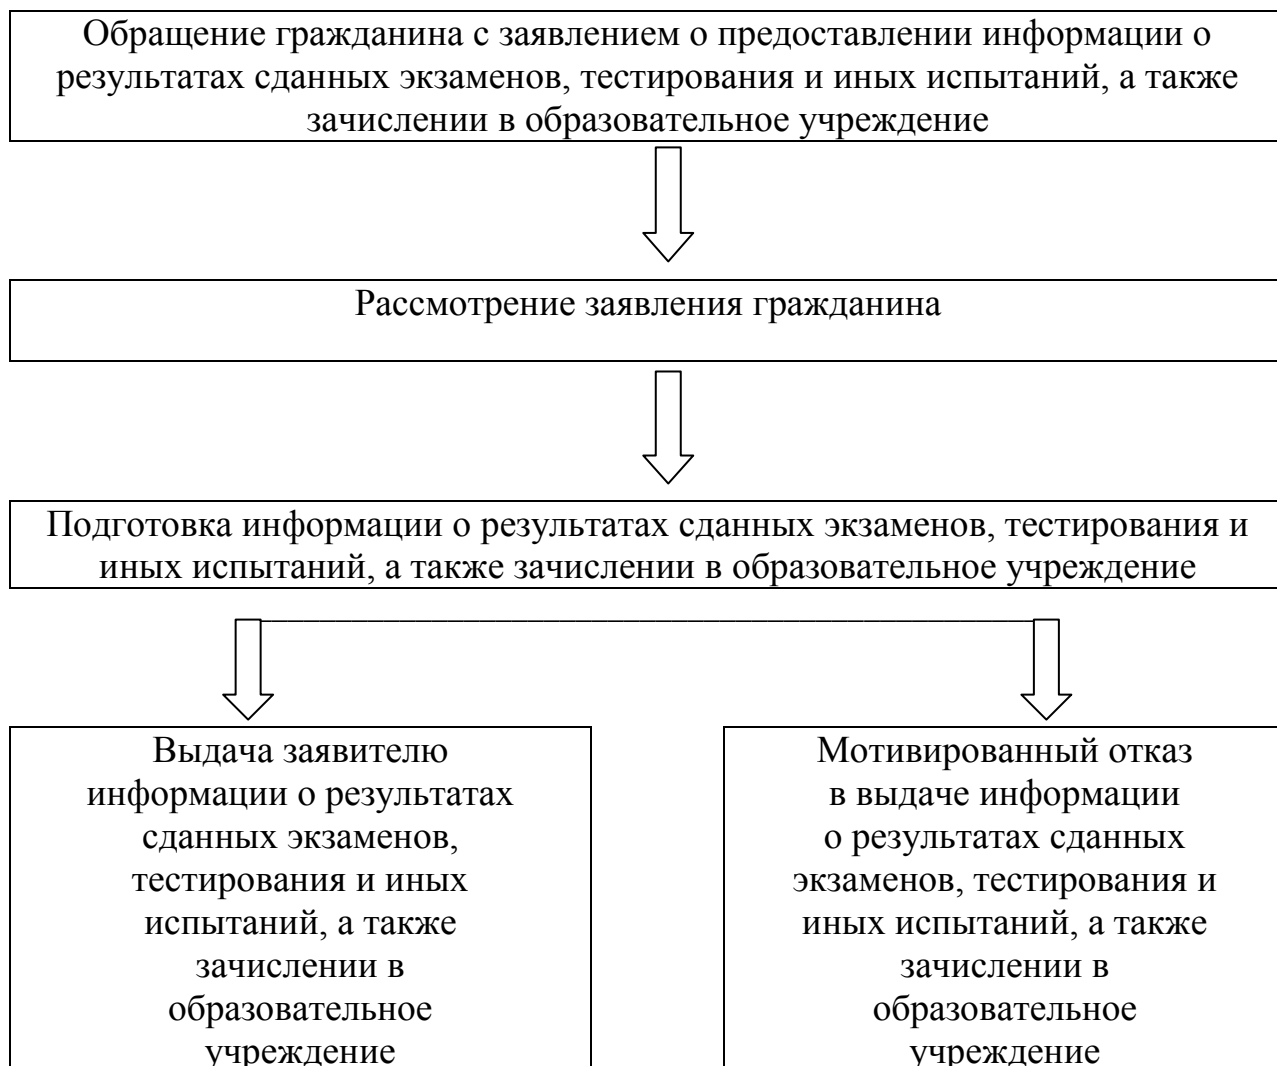 Обращение гражданина с заявлением о предоставлении информации о
результатах сданных экзаменов, тестирования и иных испытаний, а также
зачислении в образовательное учреждение
Рассмотрение заявления гражданина
Подготовка информации о результатах сданных экзаменов, тестирования и
иных испытаний, а также зачислении в образовательное учреждение
Выдача заявителю
информации о результатах
сданных экзаменов,
тестирования и иных
испытаний, а также
зачислении в
образовательное
учреждение
Мотивированный отказ
в выдаче информации
о результатах сданных
экзаменов, тестирования и
иных испытаний, а также
зачислении в
образовательное
учреждение